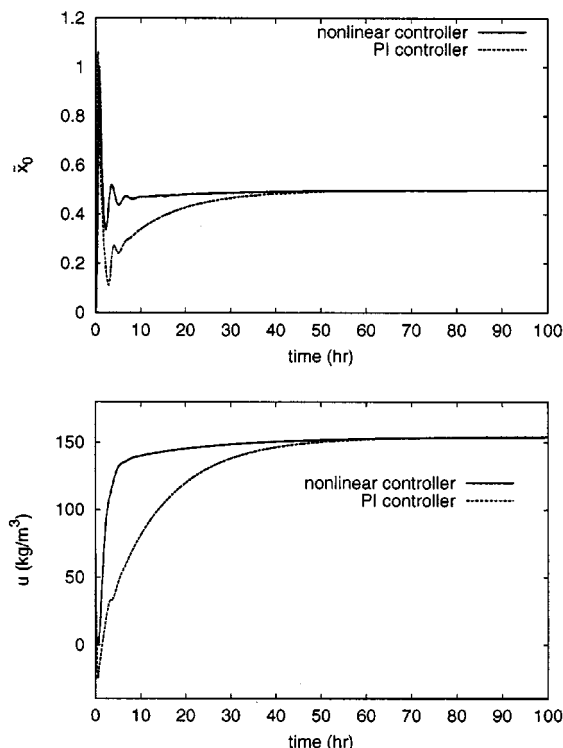 nonlinear controller
PI controller
1.2
1
0.8
0.6
0.4
0.2
0
x̃₀
0 10 20 30 40 50 60 70 80 90 100
time (hr)
150
100
50
0
u (kg/m³)
nonlinear controller
PI controller
0 10 20 30 40 50 60 70 80 90 100
time (hr)